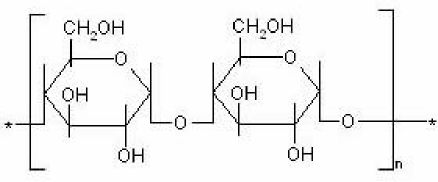 CH2OH CH2OH
O O
OH OH
* O O *
OH OH
n